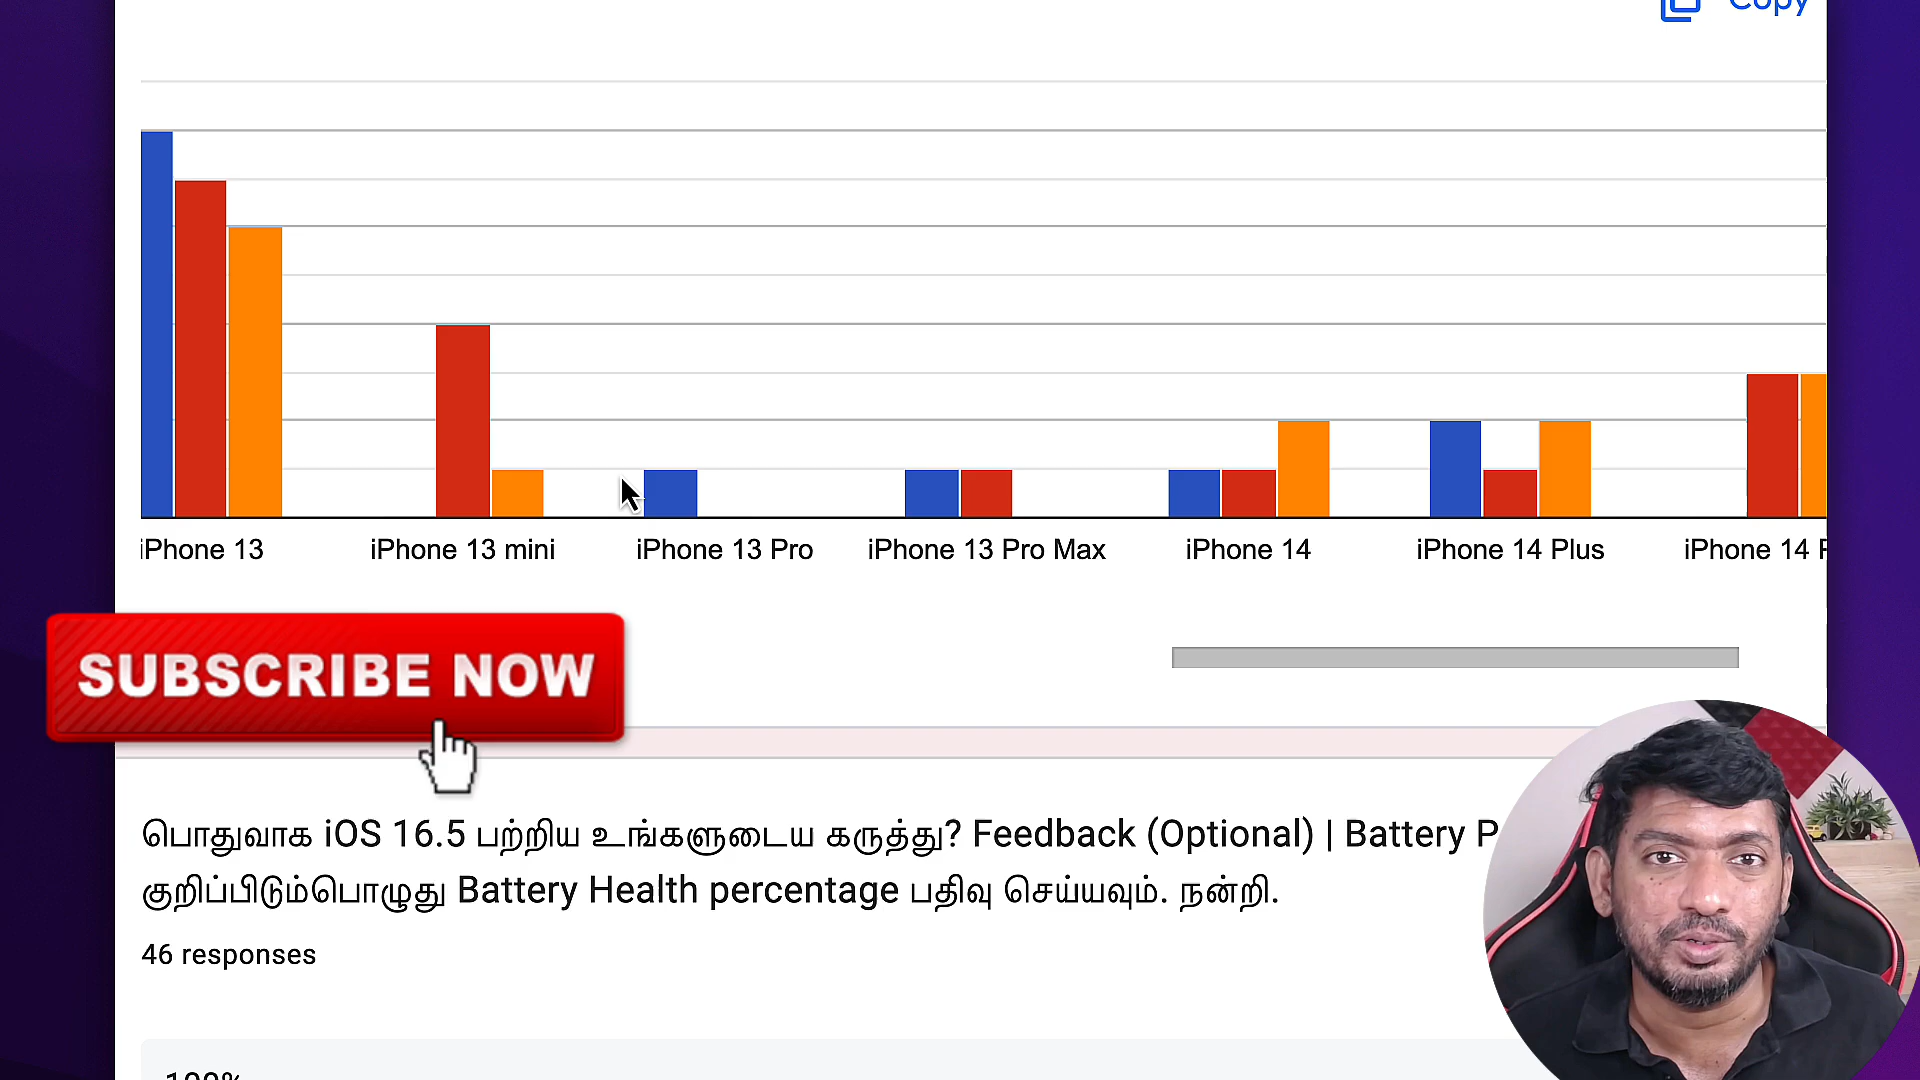 Copy
iPhone 13
iPhone 13 mini
iPhone 13 Pro
iPhone 13 Pro Max
iPhone 14
iPhone 14 Plus
iPhone 14
SUBSCRIBE NOW
பொதுவாக iOS 16.5 பற்றிய உங்களுடைய கருத்து? Feedback (Optional) | Battery
குறிப்பிடும்பொழுது Battery Health percentage பதிவு செய்யவும். நன்றி.
46 responses
100%